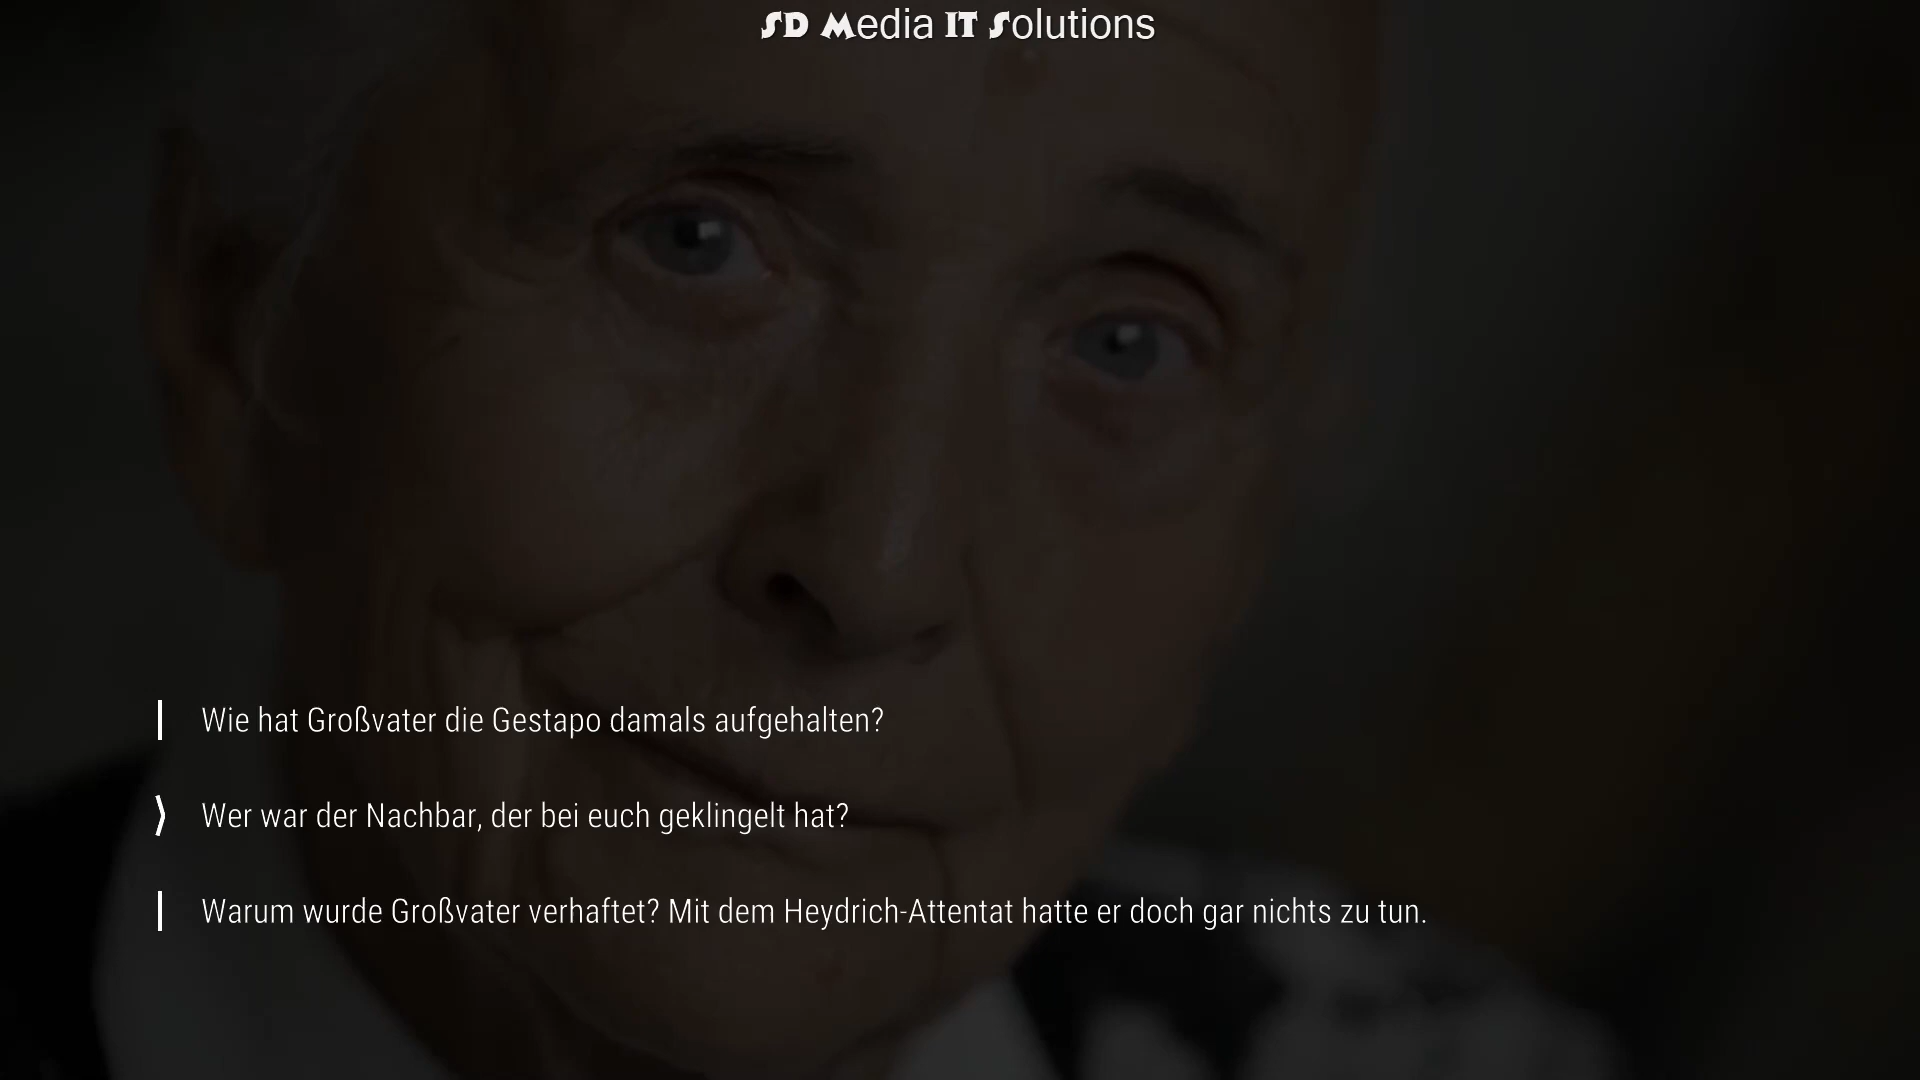 SD Media IT Solutions
Wie hat Großvater die Gestapo damals aufgehalten?
Wer war der Nachbar, der bei euch geklingelt hat?
Warum wurde Großvater verhaftet? Mit dem Heydrich-Attentat hatte er doch gar nichts zu tun.